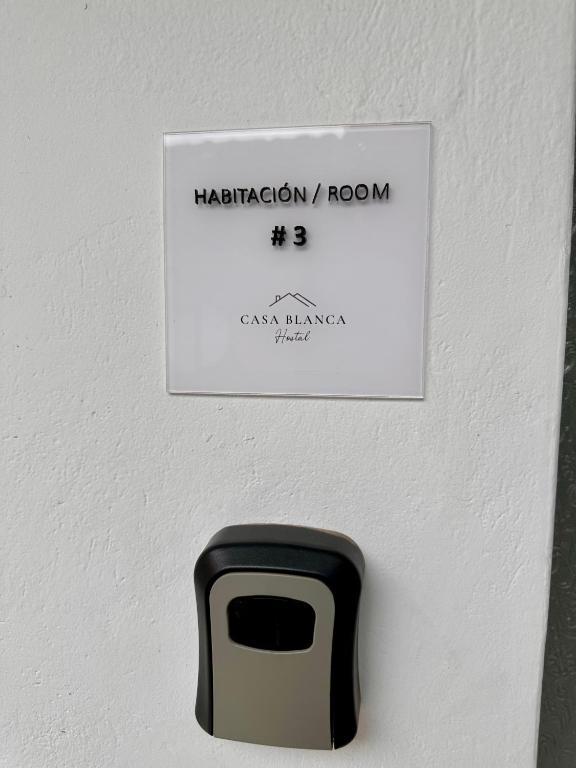 HABITACIÓN / ROOM
# 3
CASA BLANCA
Hostal